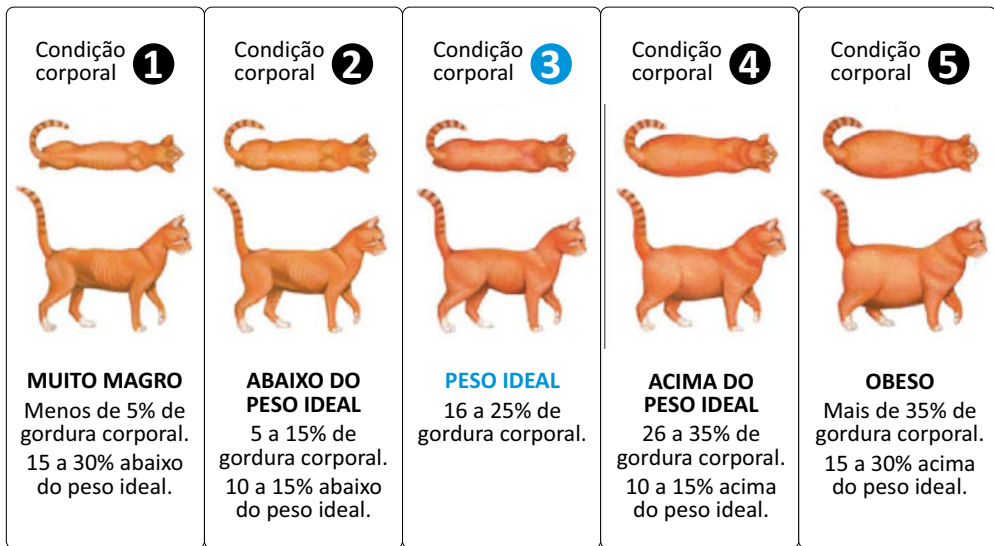 Condição
corporal 1
MUITO MAGRO
Menos de 5% de
gordura corporal.
15 a 30% abaixo
do peso ideal.
Condição
corporal 2
ABAIXO DO
PESO IDEAL
5 a 15% de
gordura corporal.
10 a 15% abaixo
do peso ideal.
Condição
corporal 3
PESO IDEAL
16 a 25% de
gordura corporal.
Condição
corporal 4
ACIMA DO
PESO IDEAL
26 a 35% de
gordura corporal.
10 a 15% acima
do peso ideal.
Condição
corporal 5
OBESO
Mais de 35% de
gordura corporal.
15 a 30% acima
do peso ideal.